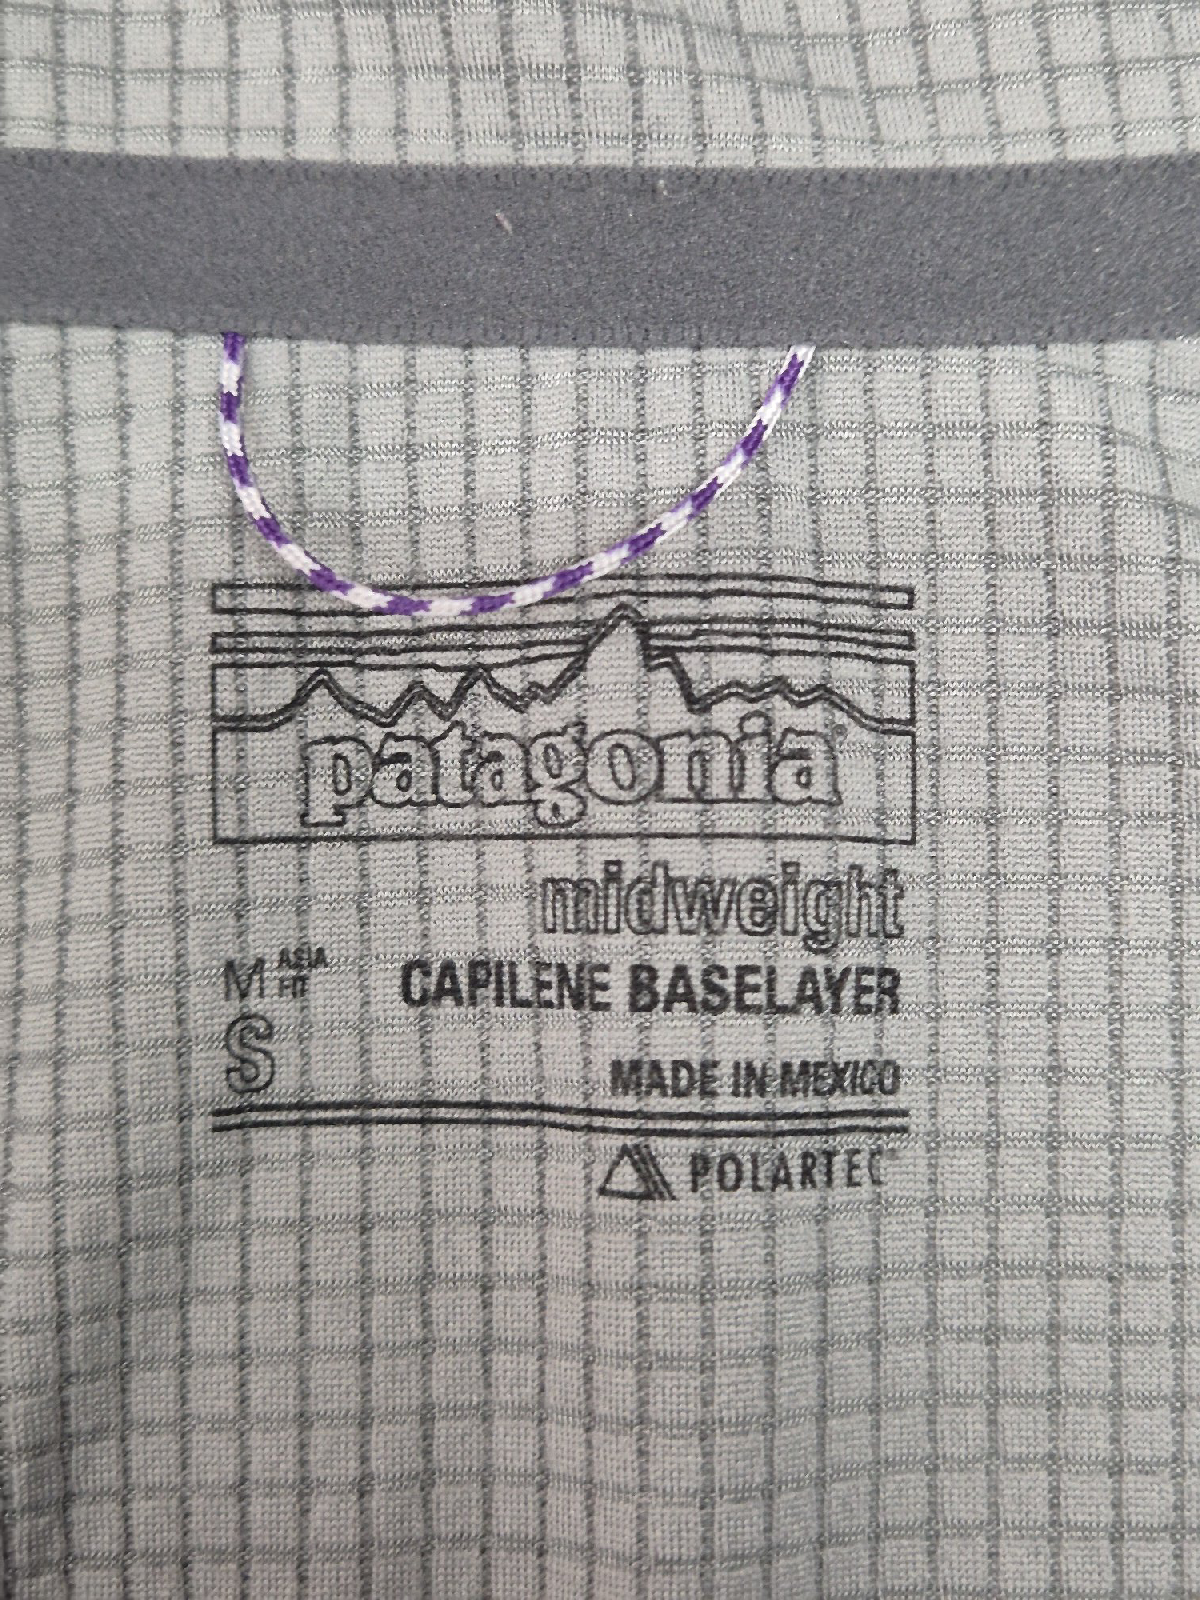 patagonia®
midweight
M ASIA FIT CAPILENE BASELAYER
S
MADE IN MEXICO
POLARTEC